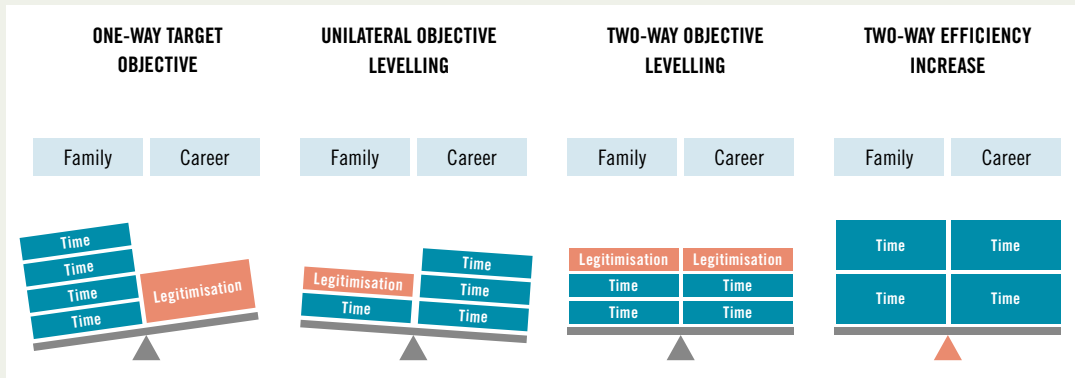 ONE-WAY TARGET
OBJECTIVE
Family
Career
Time
Time
Time
Time
Legitimisation
UNILATERAL OBJECTIVE
LEVELLING
Family
Career
Legitimisation
Time
Time
Time
Time
TWO-WAY OBJECTIVE
LEVELLING
Family
Career
Legitimisation
Legitimisation
Time
Time
Time
Time
TWO-WAY EFFICIENCY
INCREASE
Family
Career
Time
Time
Time
Time